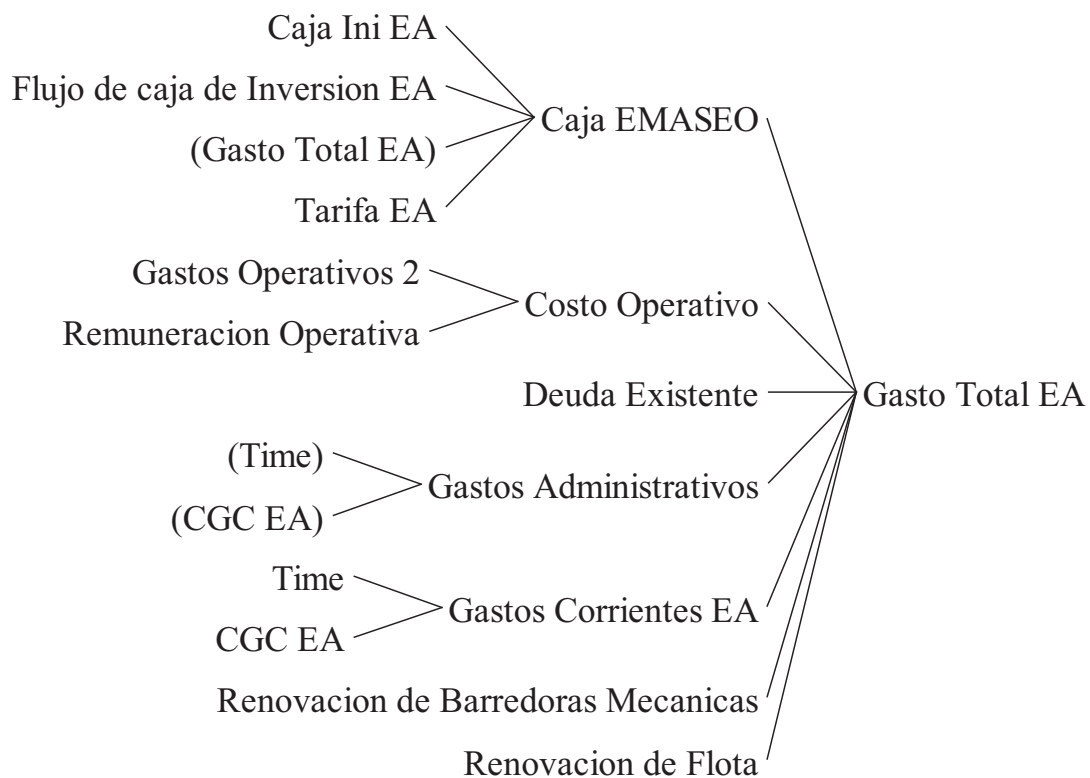 Caja Ini EA
Flujo de caja de Inversion EA
Caja EMASEO
(Gasto Total EA)
Tarifa EA
Gastos Operativos 2
Costo Operativo
Remuneracion Operativa
Deuda Existente
Gasto Total EA
(Time)
Gastos Administrativos
(CGC EA)
Time
Gastos Corrientes EA
CGC EA
Renovacion de Barredoras Mecanicas
Renovacion de Flota